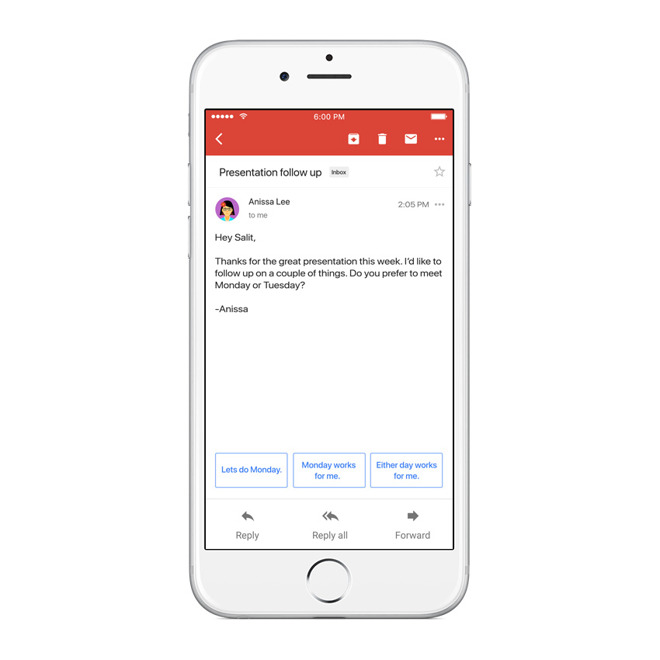 6:00 PM
Presentation follow up Inbox
Anissa Lee 2:05 PM
to me
Hey Salit,
Thanks for the great presentation this week. I'd like to
follow up on a couple of things. Do you prefer to meet
Monday or Tuesday?
-Anissa
Lets do Monday.
Monday works
for me.
Either day works
for me.
Reply Reply all Forward